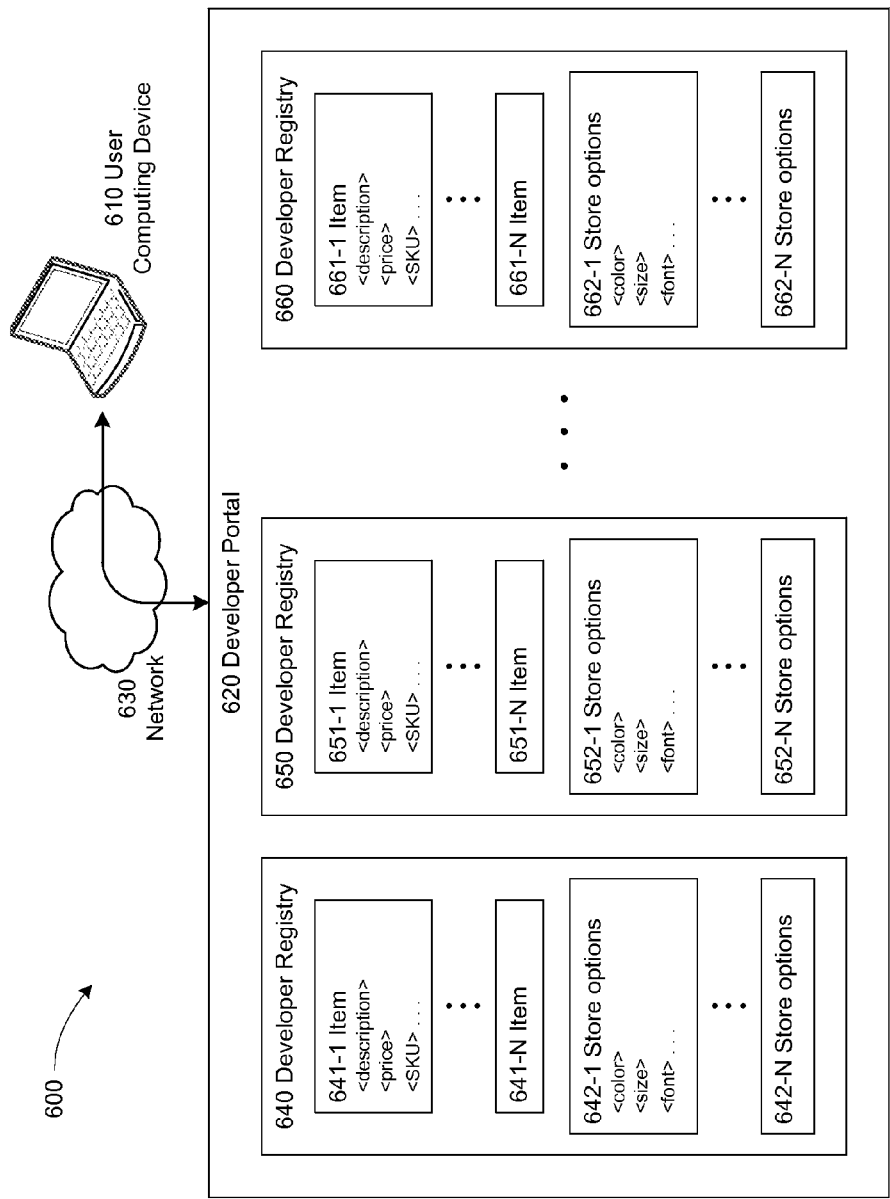 600
610 User
Computing Device
630
Network
620 Developer Portal
640 Developer Registry
641-1 Item
<description>
<price>
<SKU> . . .
641-N Item
642-1 Store options
<color>
<size>
<font> . . .
642-N Store options
650 Developer Registry
651-1 Item
<description>
<price>
<SKU> . . .
651-N Item
652-1 Store options
<color>
<size>
<font> . . .
652-N Store options
660 Developer Registry
661-1 Item
<description>
<price>
<SKU> . . .
661-N Item
662-1 Store options
<color>
<size>
<font> . . .
662-N Store options